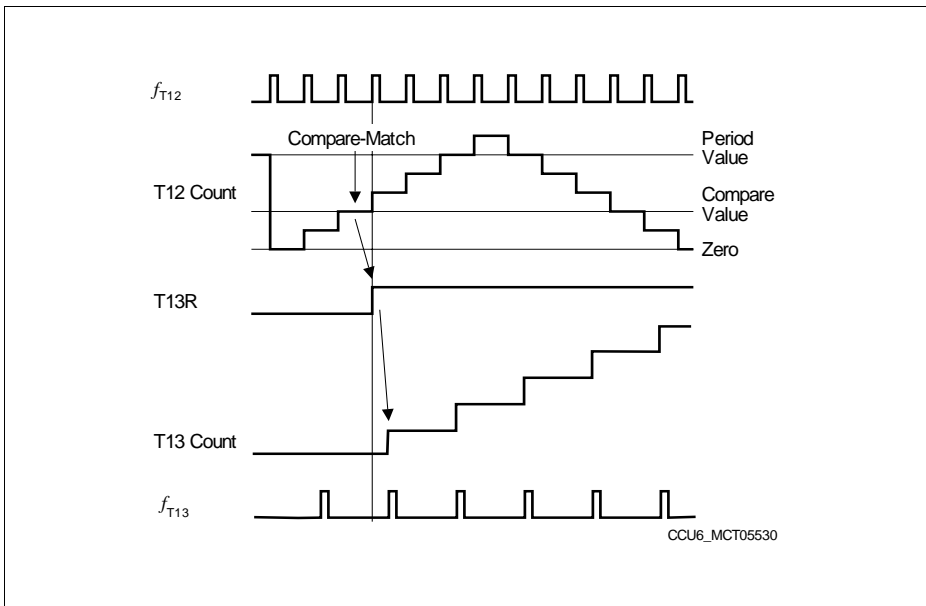 fT12
Compare-Match
Period
Value
T12 Count
Compare
Value
Zero
T13R
T13 Count
fT13
CCU6_MCT05530